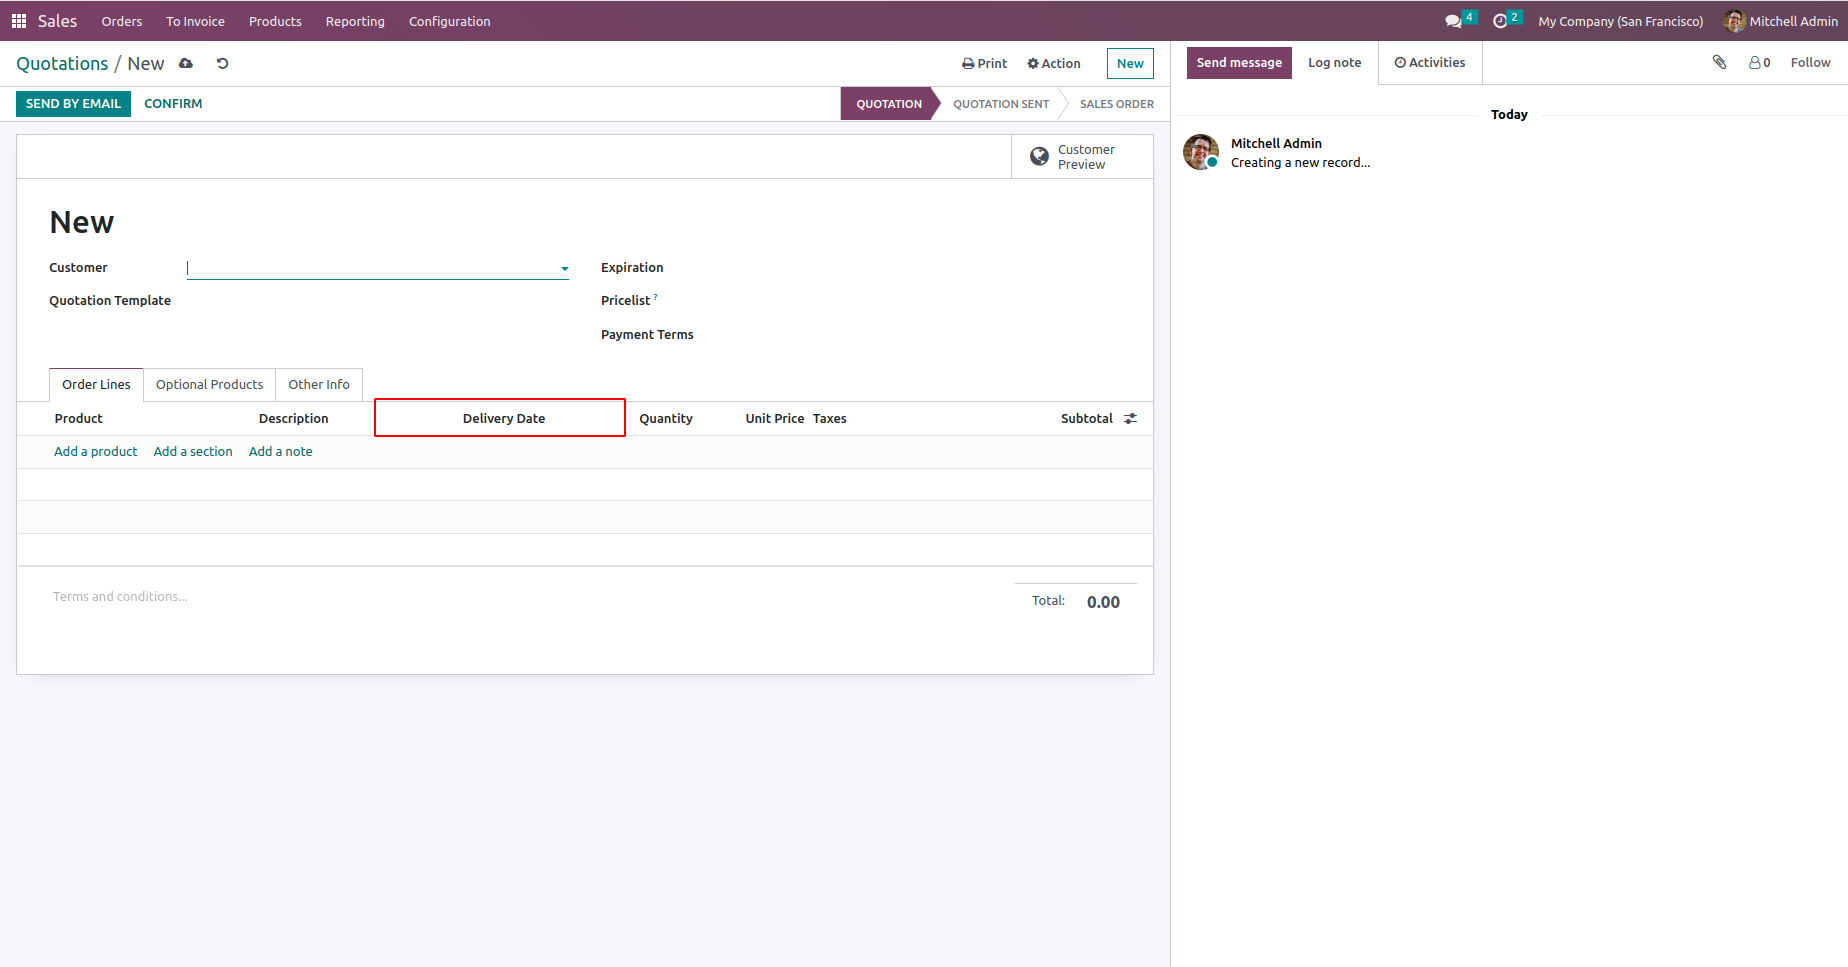 Sales Orders To Invoice Products Reporting Configuration 4 2 My Company (San Francisco) Mitchell Admin
Quotations / New Print Action New
SEND BY EMAIL CONFIRM QUOTATION QUOTATION SENT SALES ORDER
Customer
Preview
New
Customer Expiration
Quotation Template Pricelist ?
Payment Terms
Order Lines Optional Products Other Info
Product Description Delivery Date Quantity Unit Price Taxes Subtotal
Add a product Add a section Add a note
Terms and conditions...
Total: 0.00
Send message Log note Activities 0 Follow
Today
Mitchell Admin
Creating a new record...